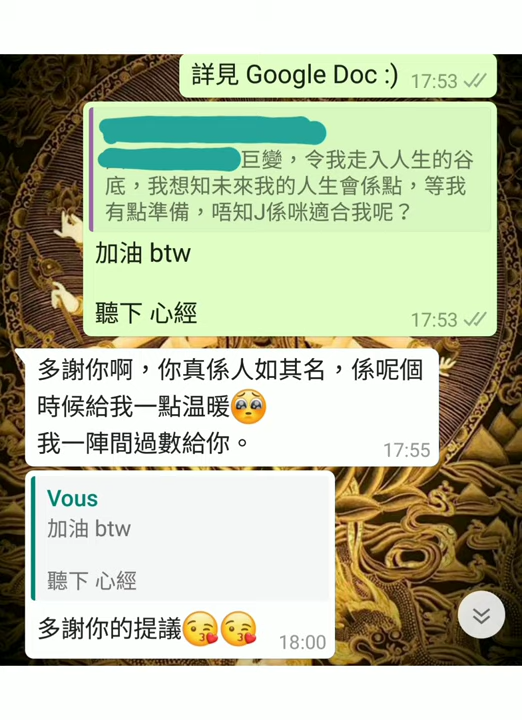 詳見 Google Doc :) 17:53
巨變，令我走入人生的谷
底，我想知未來我的人生會係點，等我
有點準備，唔知J係咪適合我呢？
加油 btw
聽下 心經
17:53
多謝你啊，你真係人如其名，係呢個
時候給我一點溫暖🥹
我一陣間過數給你。
17:55
Vous
加油 btw
聽下 心經
多謝你的提議😘😘
18:00